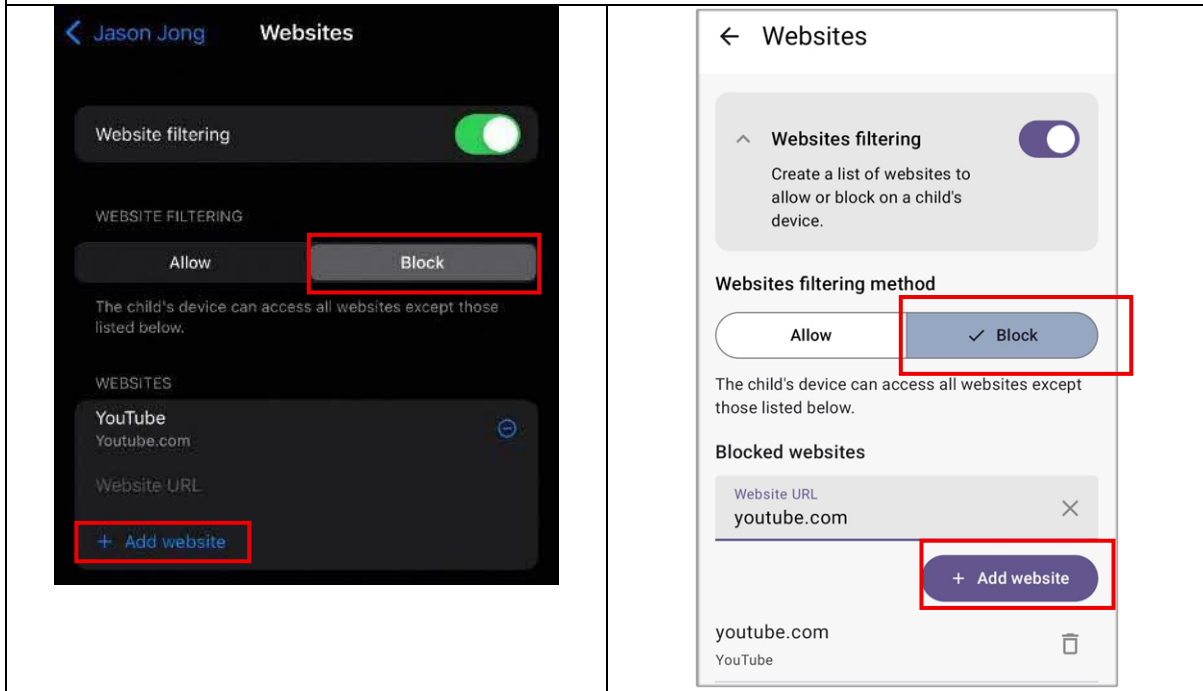 Jason Jong
Websites
Website filtering
WEBSITE FILTERING
Allow
Block
The child's device can access all websites except those
listed below.
WEBSITES
YouTube
Youtube.com
Website URL
+ Add website
Websites
Websites filtering
Create a list of websites to
allow or block on a child's
device.
Websites filtering method
Allow
Block
The child's device can access all websites except
those listed below.
Blocked websites
Website URL
youtube.com
+ Add website
youtube.com
YouTube